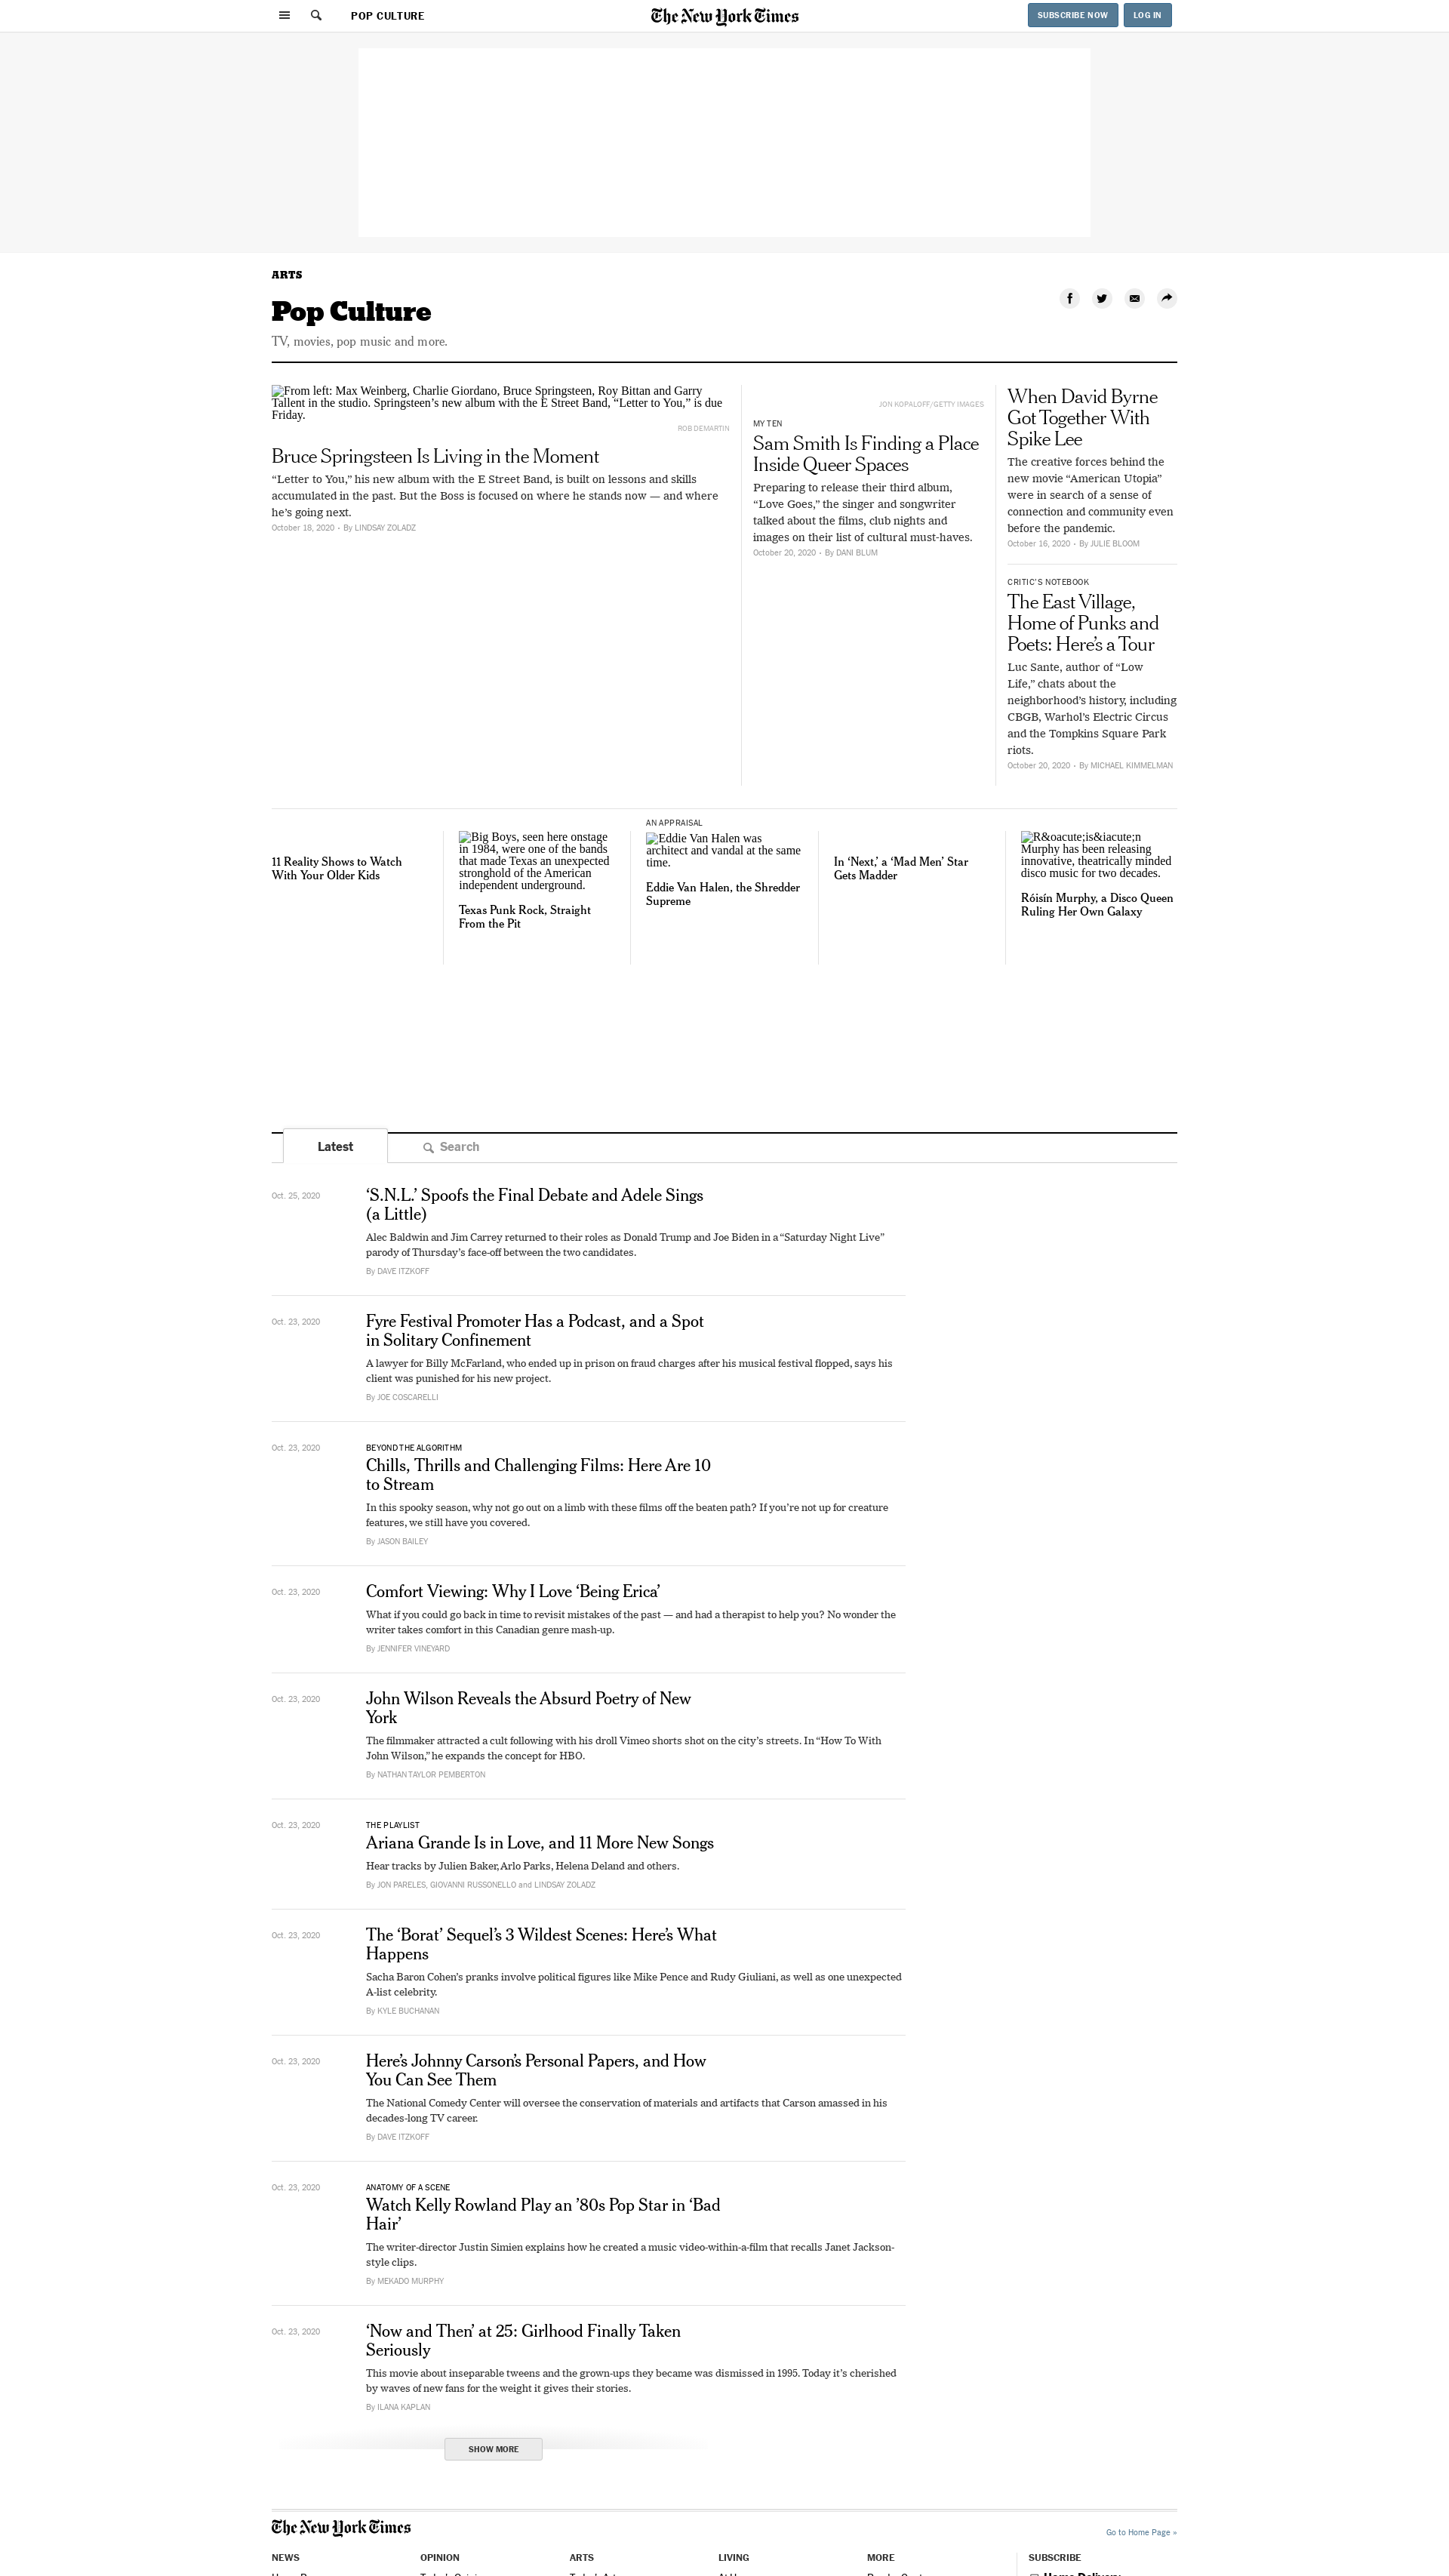 POP CULTURE
The New York Times
SUBSCRIBE NOW
LOG IN
ARTS
Pop Culture
TV, movies, pop music and more.
From left: Max Weinberg, Charlie Giordano, Bruce Springsteen, Roy Bittan and Garry
Tallent in the studio. Springsteen’s new album with the E Street Band, “Letter to You,” is due
Friday.
ROB DEMARTIN
Bruce Springsteen Is Living in the Moment
“Letter to You,” his new album with the E Street Band, is built on lessons and skills
accumulated in the past. But the Boss is focused on where he stands now — and where
he’s going next.
October 18, 2020 • By LINDSAY ZOLADZ
JON KOPALOFF/GETTY IMAGES
MY TEN
Sam Smith Is Finding a Place
Inside Queer Spaces
Preparing to release their third album,
“Love Goes,” the singer and songwriter
talked about the films, club nights and
images on their list of cultural must-haves.
October 20, 2020 • By DANI BLUM
When David Byrne
Got Together With
Spike Lee
The creative forces behind the
new movie “American Utopia”
were in search of a sense of
connection and community even
before the pandemic.
October 16, 2020 • By JULIE BLOOM
CRITIC’S NOTEBOOK
The East Village,
Home of Punks and
Poets: Here’s a Tour
Luc Sante, author of “Low
Life,” chats about the
neighborhood’s history, including
CBGB, Warhol’s Electric Circus
and the Tompkins Square Park
riots.
October 20, 2020 • By MICHAEL KIMMELMAN
11 Reality Shows to Watch
With Your Older Kids
Big Boys, seen here onstage
in 1984, were one of the bands
that made Texas an unexpected
stronghold of the American
independent underground.
Texas Punk Rock, Straight
From the Pit
AN APPRAISAL
Eddie Van Halen was
architect and vandal at the same
time.
Eddie Van Halen, the Shredder
Supreme
In ‘Next,’ a ‘Mad Men’ Star
Gets Madder
R&oacute;is&iacute;n
Murphy has been releasing
innovative, theatrically minded
disco music for two decades.
Róisín Murphy, a Disco Queen
Ruling Her Own Galaxy
Latest
Search
Oct. 25, 2020
‘S.N.L.’ Spoofs the Final Debate and Adele Sings
(a Little)
Alec Baldwin and Jim Carrey returned to their roles as Donald Trump and Joe Biden in a “Saturday Night Live”
parody of Thursday’s face-off between the two candidates.
By DAVE ITZKOFF
Oct. 23, 2020
Fyre Festival Promoter Has a Podcast, and a Spot
in Solitary Confinement
A lawyer for Billy McFarland, who ended up in prison on fraud charges after his musical festival flopped, says his
client was punished for his new project.
By JOE COSCARELLI
Oct. 23, 2020
BEYOND THE ALGORITHM
Chills, Thrills and Challenging Films: Here Are 10
to Stream
In this spooky season, why not go out on a limb with these films off the beaten path? If you’re not up for creature
features, we still have you covered.
By JASON BAILEY
Oct. 23, 2020
Comfort Viewing: Why I Love ‘Being Erica’
What if you could go back in time to revisit mistakes of the past — and had a therapist to help you? No wonder the
writer takes comfort in this Canadian genre mash-up.
By JENNIFER VINEYARD
Oct. 23, 2020
John Wilson Reveals the Absurd Poetry of New
York
The filmmaker attracted a cult following with his droll Vimeo shorts shot on the city’s streets. In “How To With
John Wilson,” he expands the concept for HBO.
By NATHAN TAYLOR PEMBERTON
Oct. 23, 2020
THE PLAYLIST
Ariana Grande Is in Love, and 11 More New Songs
Hear tracks by Julien Baker, Arlo Parks, Helena Deland and others.
By JON PARELES, GIOVANNI RUSSONELLO and LINDSAY ZOLADZ
Oct. 23, 2020
The ‘Borat’ Sequel’s 3 Wildest Scenes: Here’s What
Happens
Sacha Baron Cohen’s pranks involve political figures like Mike Pence and Rudy Giuliani, as well as one unexpected
A-list celebrity.
By KYLE BUCHANAN
Oct. 23, 2020
Here’s Johnny Carson’s Personal Papers, and How
You Can See Them
The National Comedy Center will oversee the conservation of materials and artifacts that Carson amassed in his
decades-long TV career.
By DAVE ITZKOFF
Oct. 23, 2020
ANATOMY OF A SCENE
Watch Kelly Rowland Play an ’80s Pop Star in ‘Bad
Hair’
The writer-director Justin Simien explains how he created a music video-within-a-film that recalls Janet Jackson-
style clips.
By MEKADO MURPHY
Oct. 23, 2020
‘Now and Then’ at 25: Girlhood Finally Taken
Seriously
This movie about inseparable tweens and the grown-ups they became was dismissed in 1995. Today it’s cherished
by waves of new fans for the weight it gives their stories.
By ILANA KAPLAN
SHOW MORE
The New York Times
Go to Home Page »
NEWS
OPINION
ARTS
LIVING
MORE
SUBSCRIBE